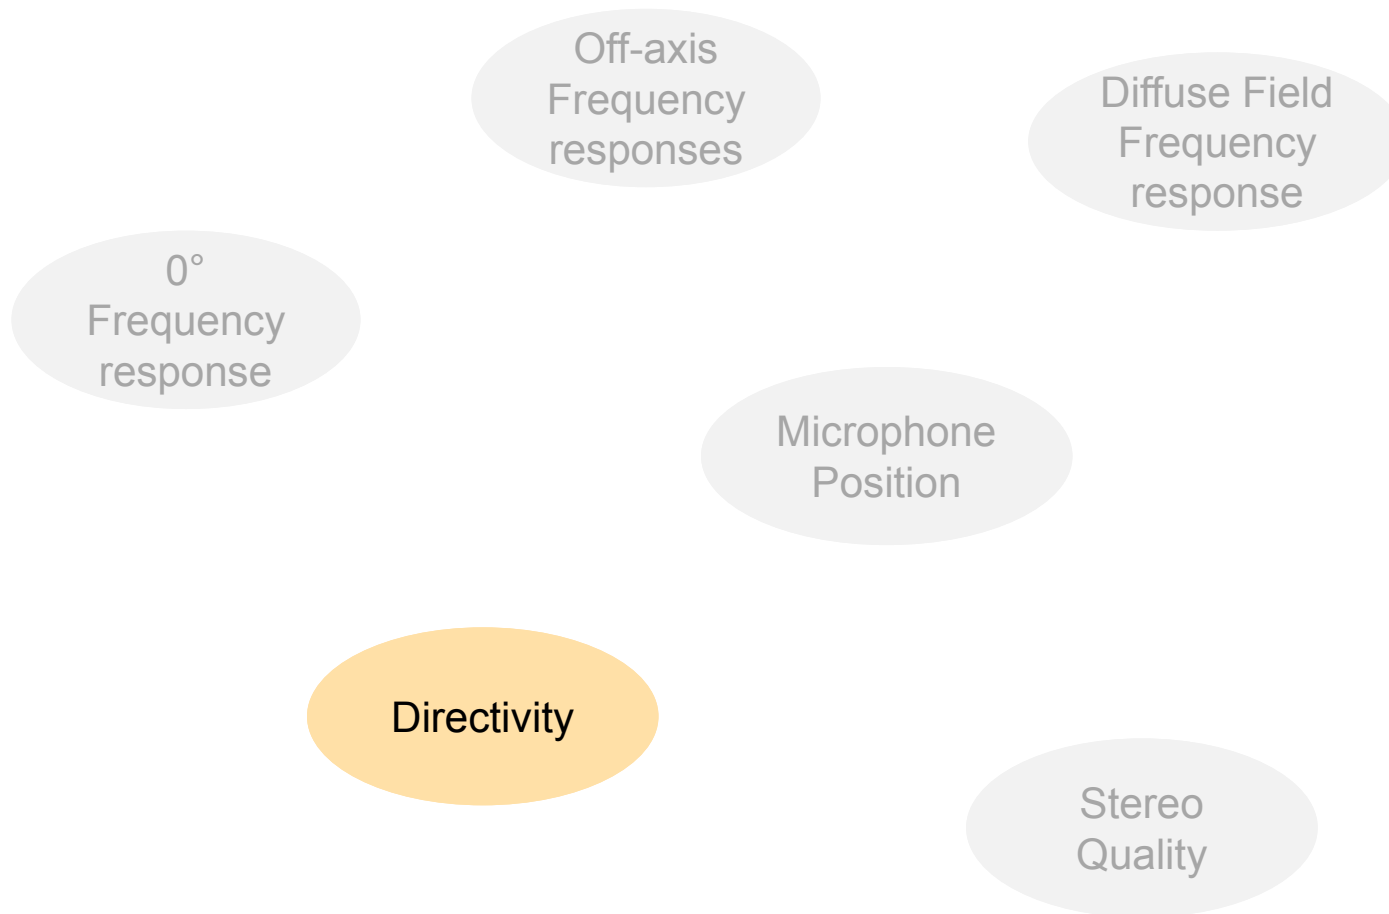 Off-axis
Frequency
responses
Diffuse Field
Frequency
response
0°
Frequency
response
Microphone
Position
Directivity
Stereo
Quality